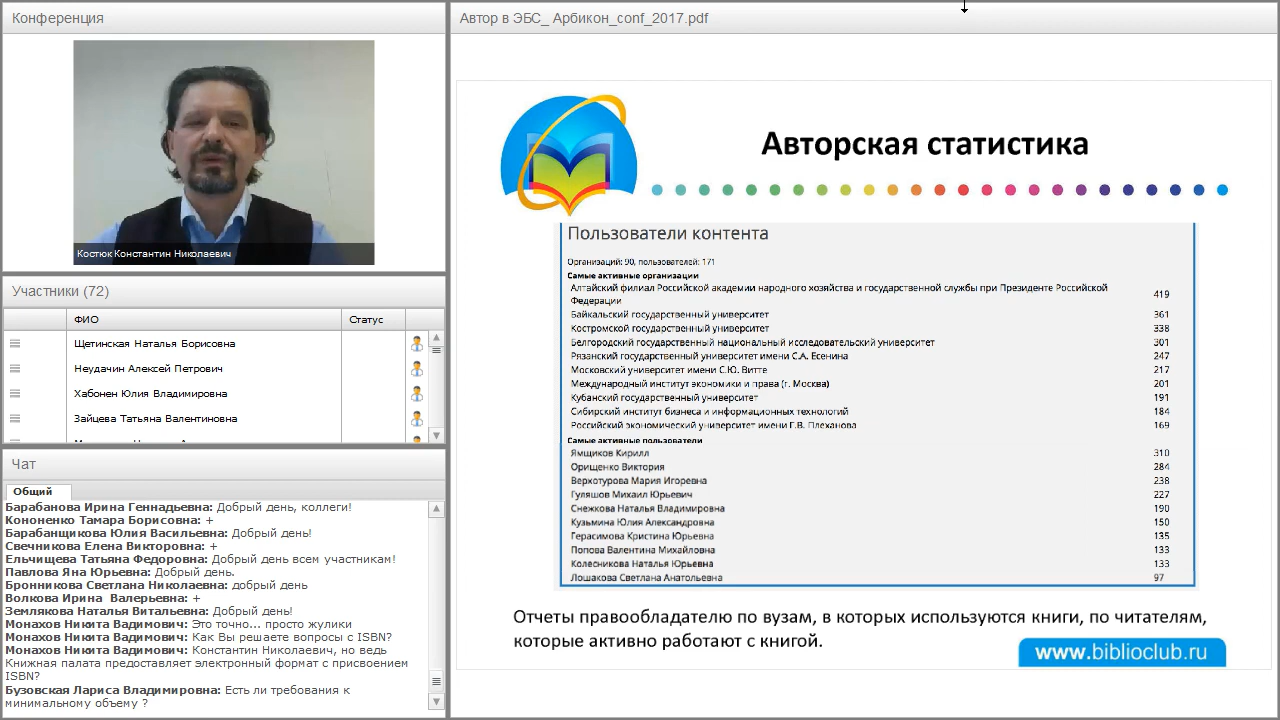 Конференция
Костюк Константин Николаевич
Участники (72)
ФИО
Статус
Щетинская Наталья Борисовна
Неудачин Алексей Петрович
Хабонен Юлия Владимировна
Зайцева Татьяна Валентиновна
Чат
Общий
Барабанова Ирина Геннадьевна: Добрый день, коллеги!
Кононенко Тамара Борисовна: +
Барабанщикова Юлия Васильевна: Добрый день!
Свечникова Елена Викторовна: +
Ельчищева Татьяна Федоровна: Добрый день всем участникам!
Павлова Яна Юрьевна: Добрый день.
Бронникова Светлана Николаевна: добрый день
Волкова Ирина Валерьевна: +
Землякова Наталья Витальевна: Добрый день!
Монахов Никита Вадимович: Это точно... просто жулики
Монахов Никита Вадимович: Как Вы решаете вопросы с ISBN?
Монахов Никита Вадимович: Константин Николаевич, но ведь
Книжная палата предоставляет электронный формат с присвоением
ISBN?
Бузовская Лариса Владимировна: Есть ли требования к
минимальному объему ?
Автор в ЭБС_ Арбикон_conf_2017.pdf
Авторская статистика
Пользователи контента
Организаций: 90, пользователей: 171
Самые активные организации
Алтайский филиал Российской академии народного хозяйства и государственной службы при Президенте Российской
Федерации 419
Байкальский государственный университет 361
Костромской государственный университет 338
Белгородский государственный национальный исследовательский университет 301
Рязанский государственный университет имени С.А. Есенина 247
Московский университет имени С.Ю. Витте 217
Международный институт экономики и права (г. Москва) 201
Кубанский государственный университет 191
Сибирский институт бизнеса и информационных технологий 184
Российский экономический университет имени Г.В. Плеханова 169
Самые активные пользователи
Ямщиков Кирилл 310
Орищенко Виктория 284
Верхотурова Мария Игоревна 238
Гуляшов Михаил Юрьевич 227
Снежкова Наталья Владимировна 190
Кузьмина Юлия Александровна 150
Герасимова Кристина Юрьевна 135
Попова Валентина Михайловна 133
Колесникова Наталья Юрьевна 133
Лошакова Светлана Анатольевна 97
Отчеты правообладателю по вузам, в которых используются книги, по читателям,
которые активно работают с книгой.
www.biblioclub.ru